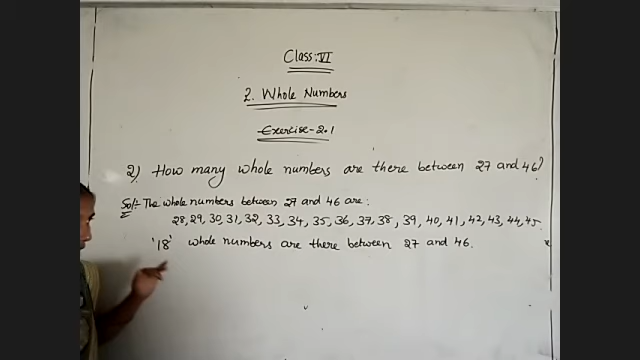 Class: VI
2. Whole Numbers
Exercise-2.1
2) How many whole numbers are there between 27 and 46?
Sol:- The whole numbers between 27 and 46 are:
28, 29, 30, 31, 32, 33, 34, 35, 36, 37, 38, 39, 40, 41, 42, 43, 44, 45.
'18' whole numbers are there between 27 and 46.